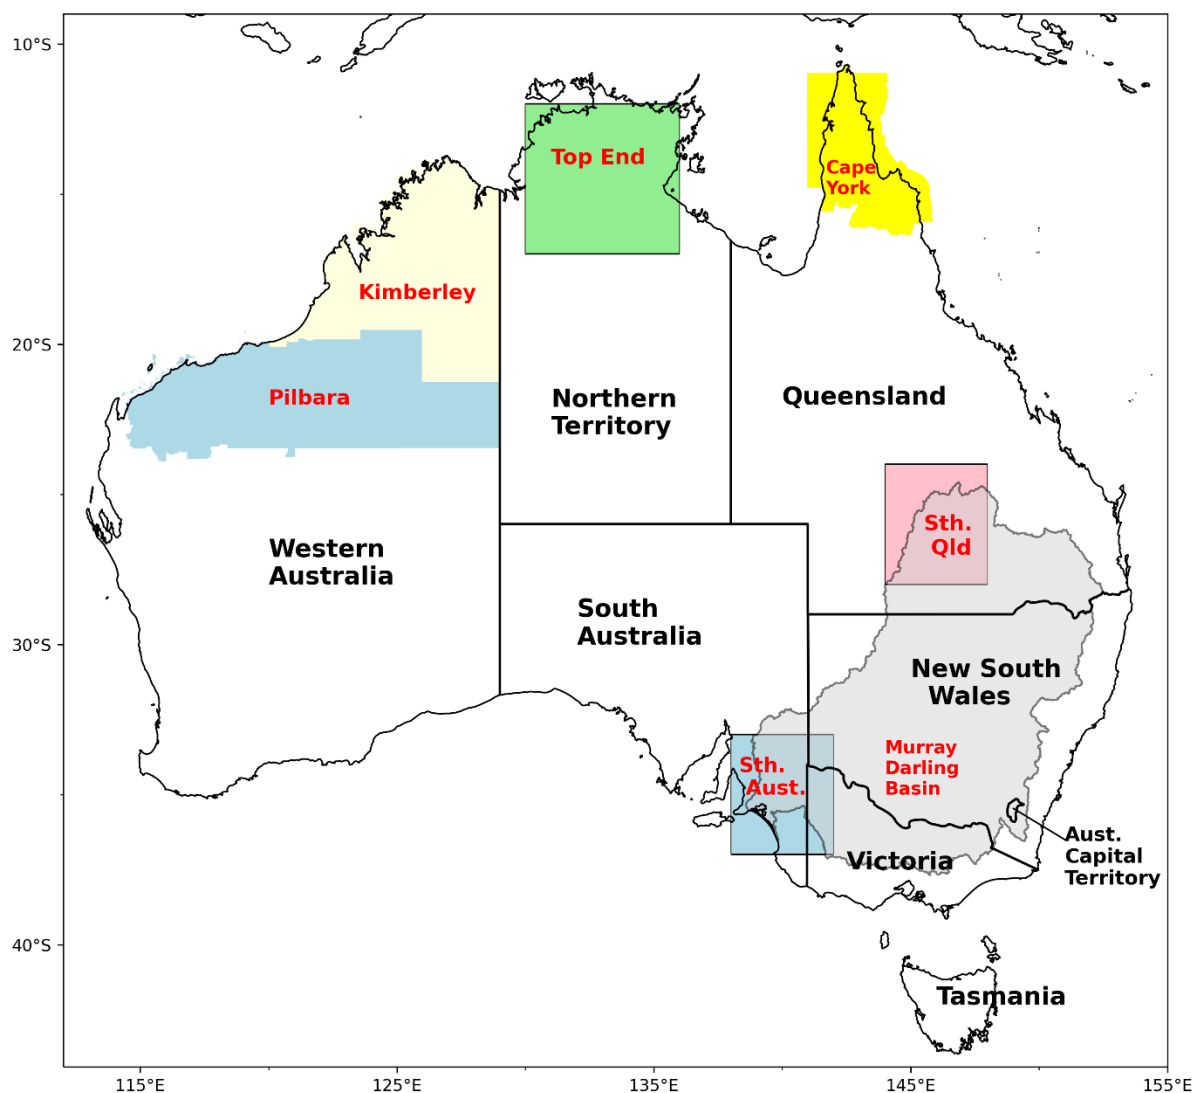 10°S
Top End
Cape
York
Kimberley
20°S
Pilbara
Northern
Territory
Queensland
Sth.
Qld
Western
Australia
South
Australia
30°S
New South
Wales
Murray
Darling
Basin
Sth.
Aust.
Aust.
Capital
Territory
Victoria
40°S
Tasmania
115°E
125°E
135°E
145°E
155°E